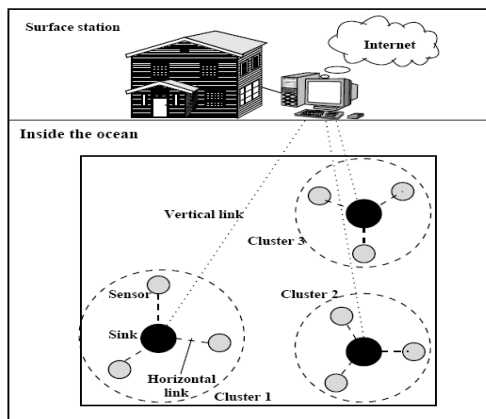 Surface station
Internet
Inside the ocean
Vertical link
Cluster 3
Sensor
Cluster 2
Sink
Horizontal
link
Cluster 1